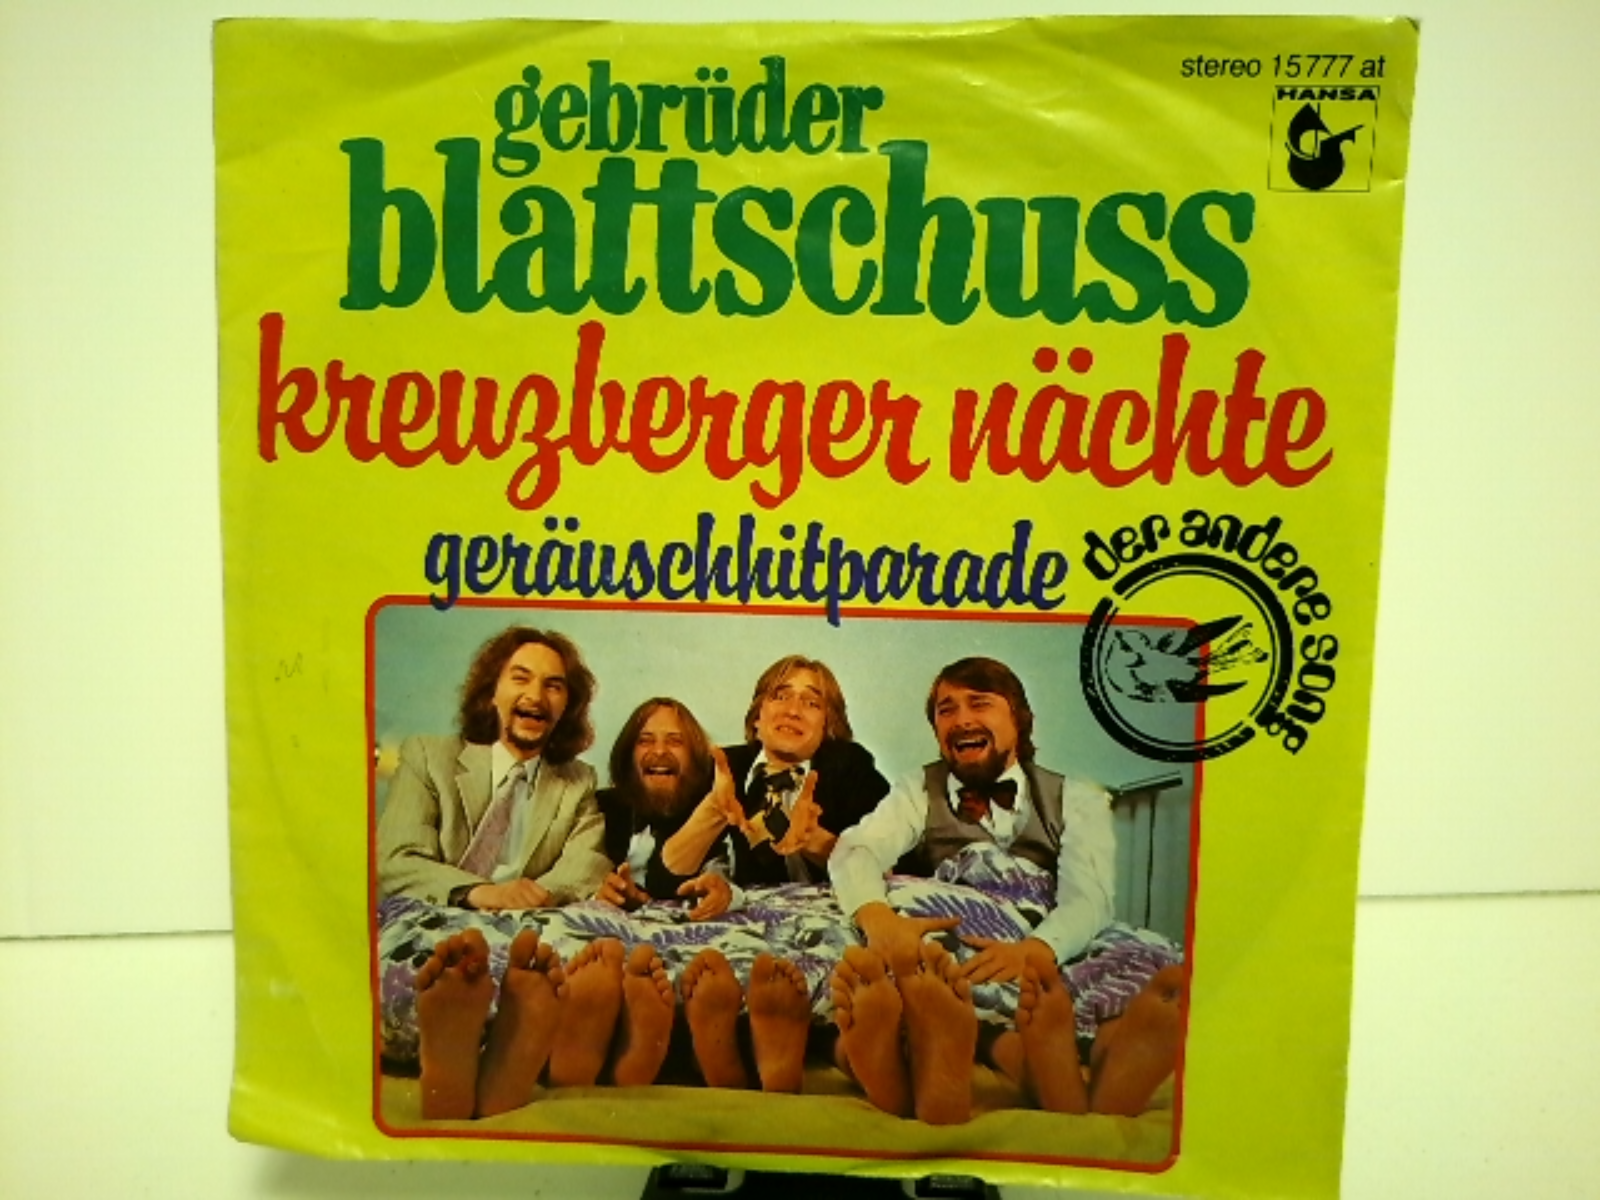 stereo 15777 at
HANSA
gebrüder
blattschuss
kreuzberger nächte
geräuschhitparade
der andere song